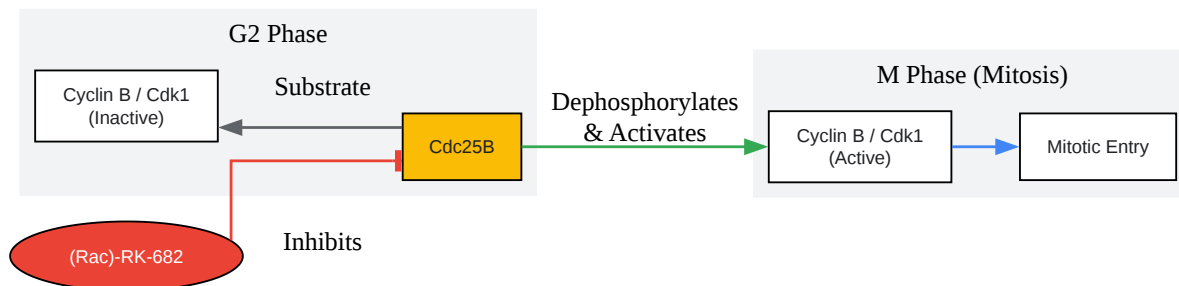 G2 Phase
Cyclin B / Cdk1
(Inactive)
Substrate
Cdc25B
(Rac)-RK-682
Inhibits
Dephosphorylates
& Activates
M Phase (Mitosis)
Cyclin B / Cdk1
(Active)
Mitotic Entry